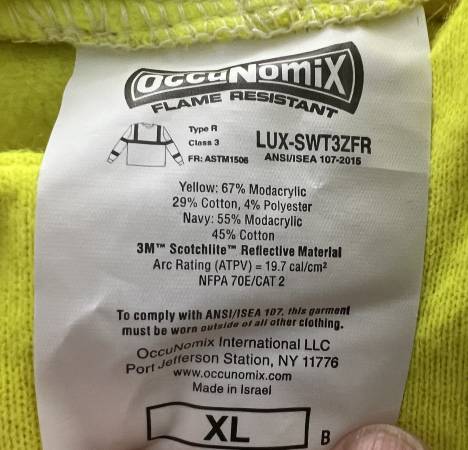 OccuNomiX
FLAME RESISTANT
Type R
Class 3
FR: ASTM1506
LUX-SWT3ZFR
ANSI/ISEA 107-2015
Yellow: 67% Modacrylic
29% Cotton, 4% Polyester
Navy: 55% Modacrylic
45% Cotton
3M™ Scotchlite™ Reflective Material
Arc Rating (ATPV) = 19.7 cal/cm²
NFPA 70E/CAT 2
To comply with ANSI/ISEA 107, this garment
must be worn outside of all other clothing.
OccuNomix International LLC
Port Jefferson Station, NY 11776
www.occunomix.com
Made in Israel
XL
B